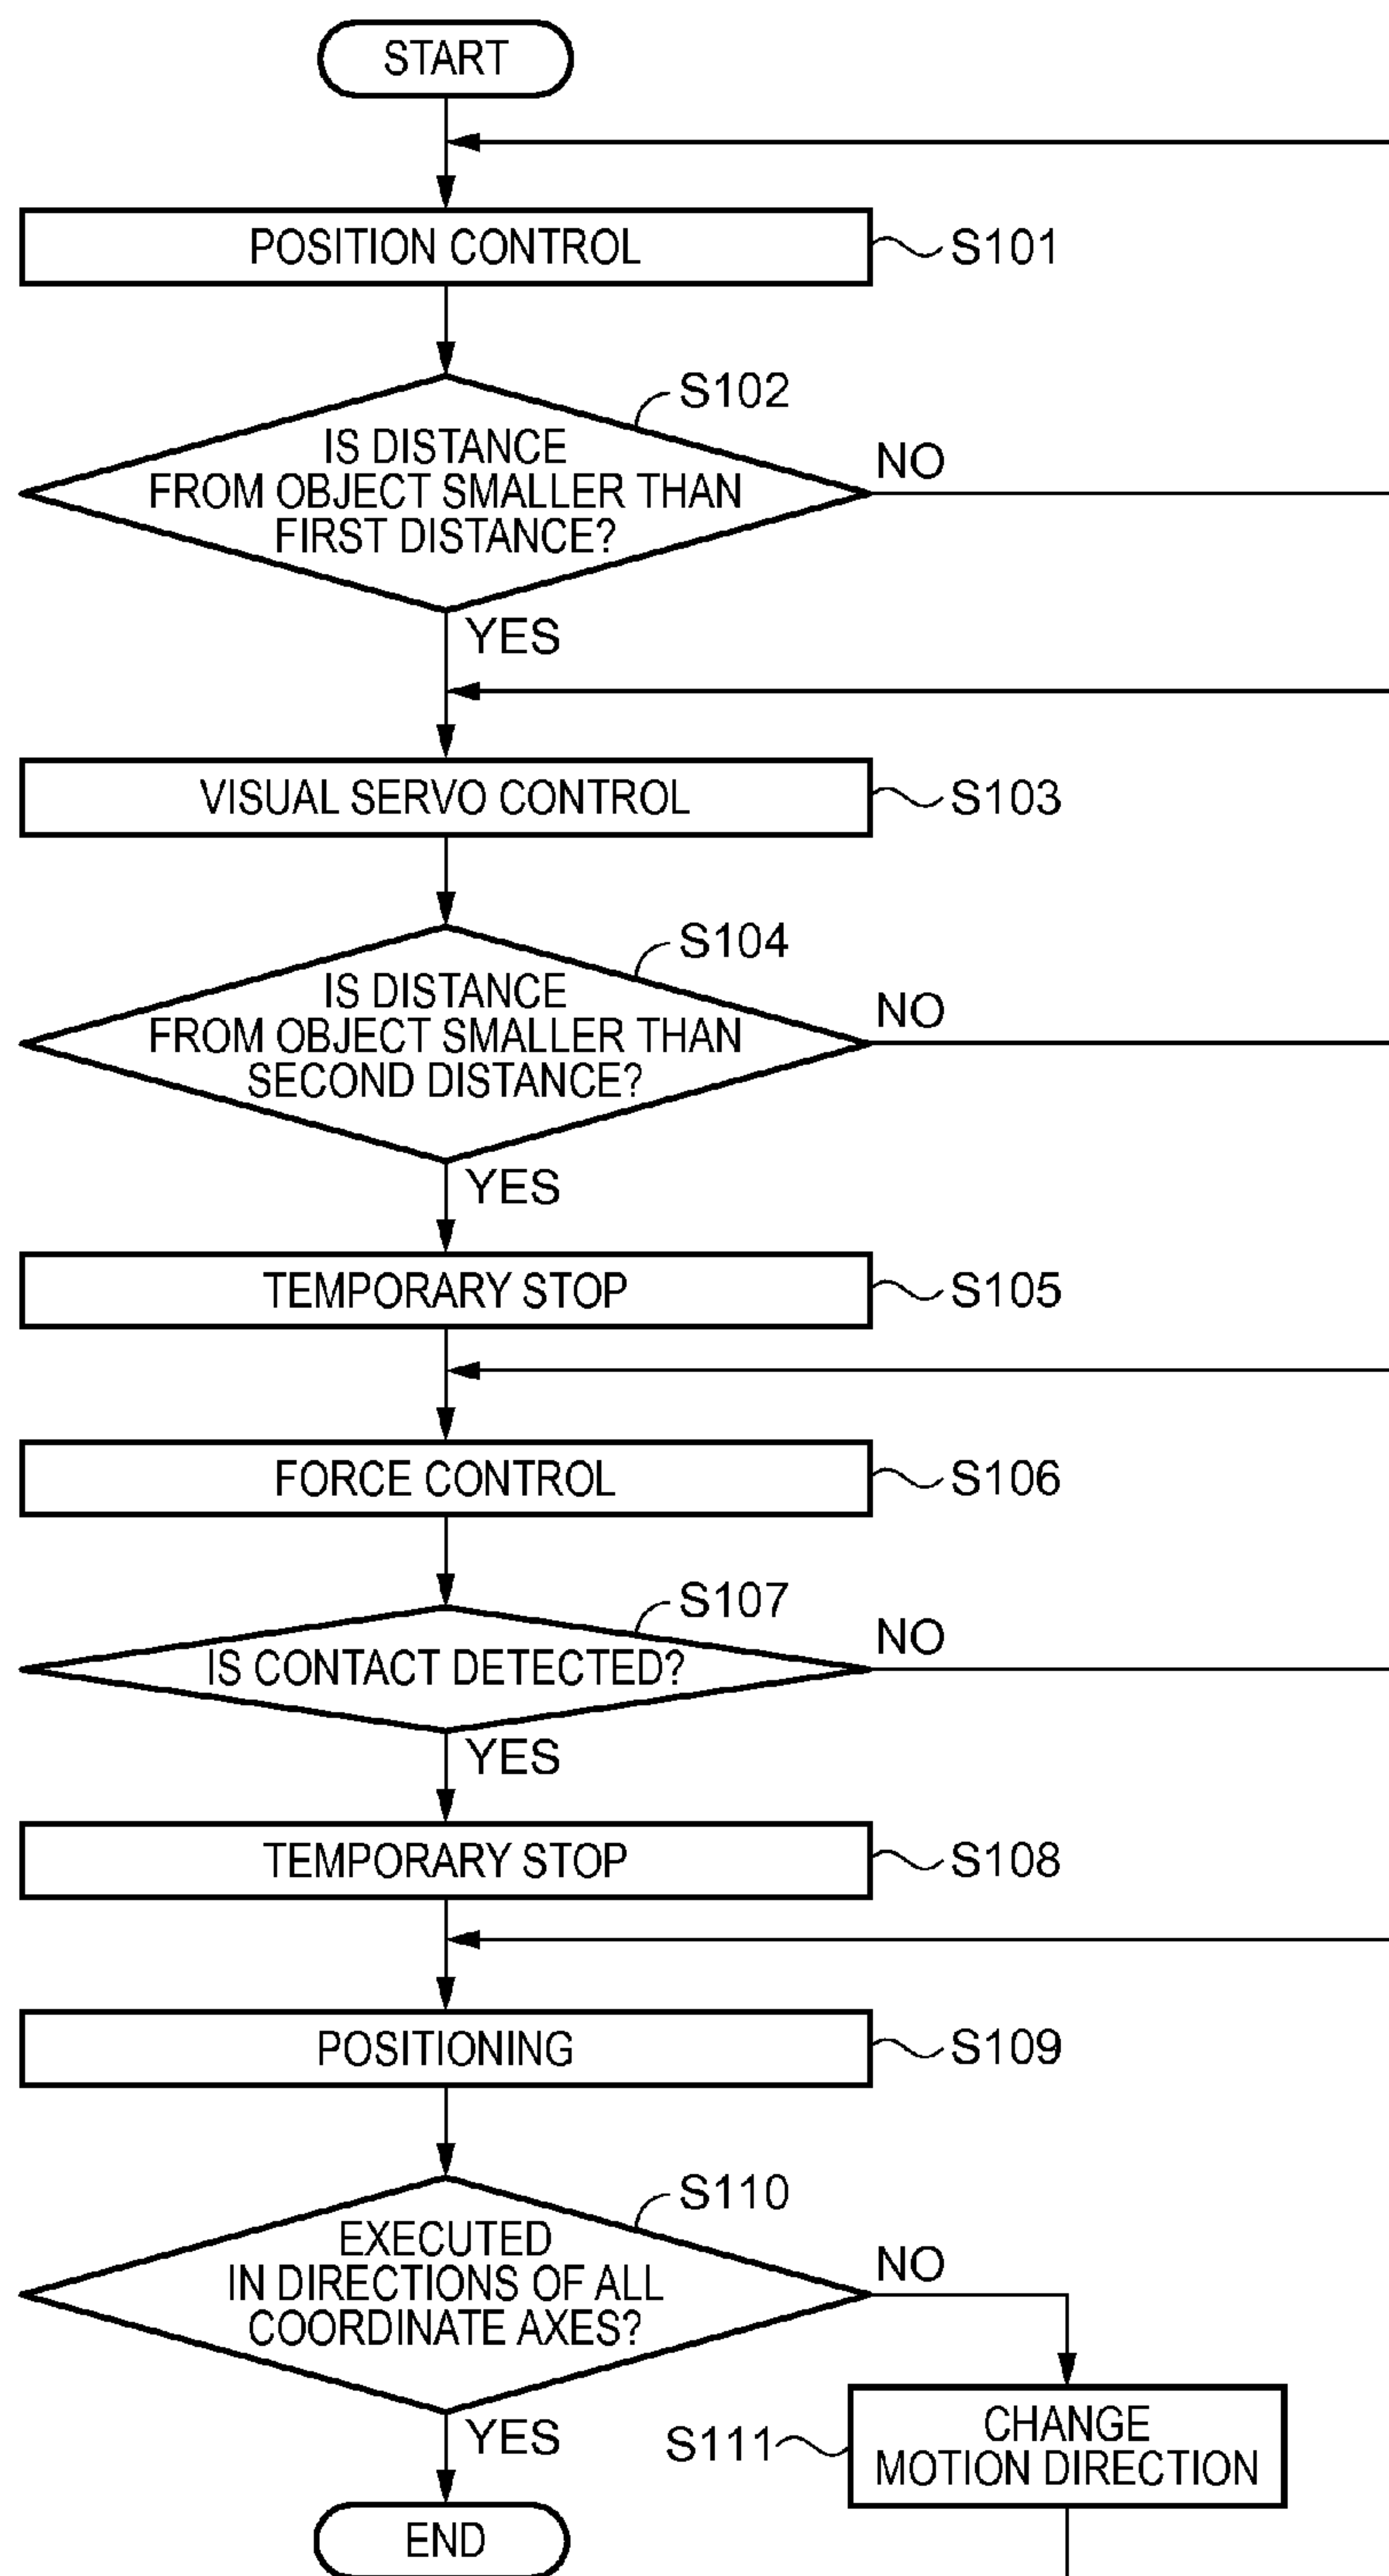 START
POSITION CONTROL
S101
S102
IS DISTANCE
FROM OBJECT SMALLER THAN
FIRST DISTANCE?
NO
YES
VISUAL SERVO CONTROL
S103
S104
IS DISTANCE
FROM OBJECT SMALLER THAN
SECOND DISTANCE?
NO
YES
TEMPORARY STOP
S105
FORCE CONTROL
S106
S107
IS CONTACT DETECTED?
NO
YES
TEMPORARY STOP
S108
POSITIONING
S109
S110
EXECUTED
IN DIRECTIONS OF ALL
COORDINATE AXES?
NO
YES
S111
CHANGE
MOTION DIRECTION
END